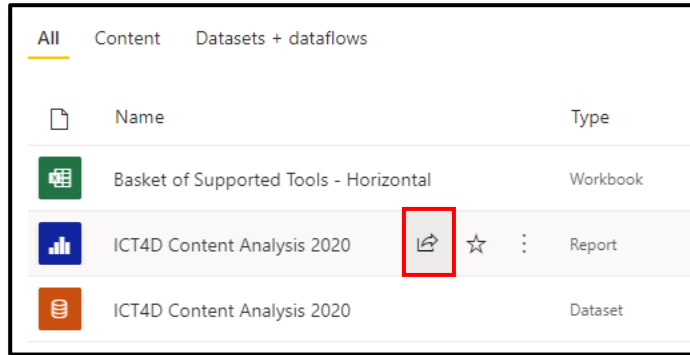 All Content Datasets + dataflows
Name Type
Basket of Supported Tools - Horizontal Workbook
ICT4D Content Analysis 2020 Report
ICT4D Content Analysis 2020 Dataset